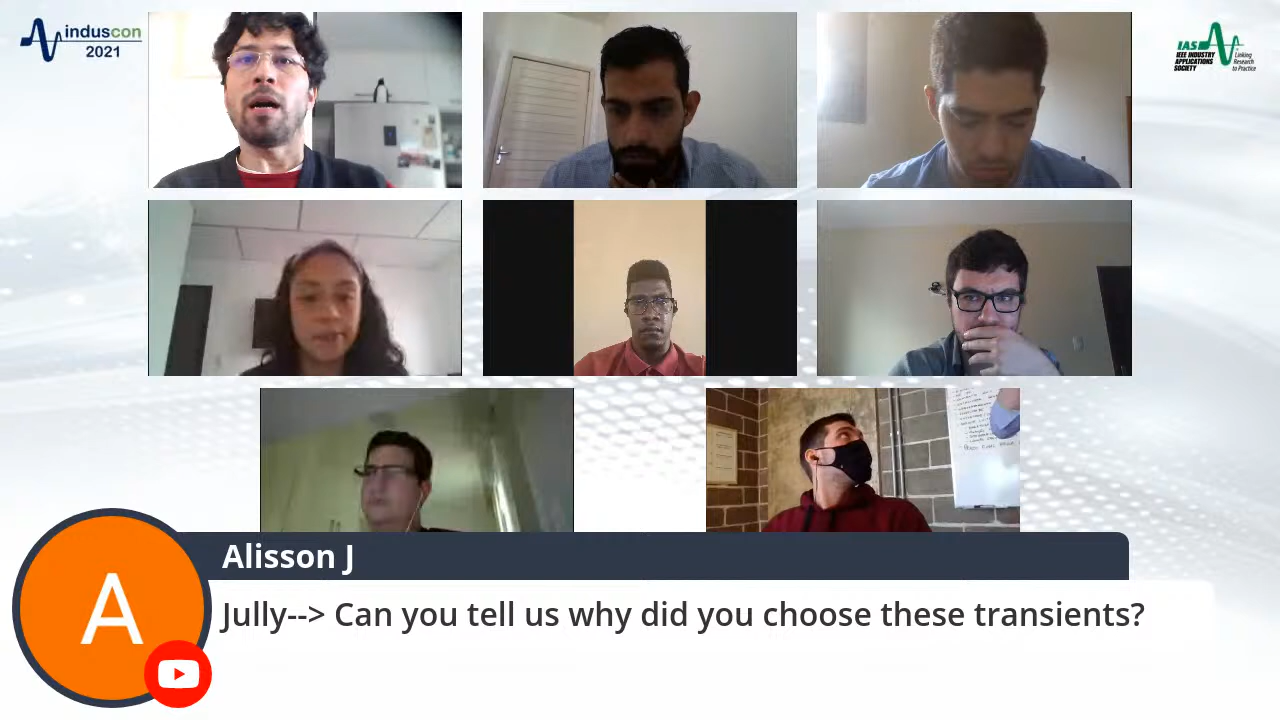 induscon
2021
IAS
IEEE INDUSTRY
APPLICATIONS
SOCIETY
Linking
Research
to Practice
A
Alisson J
Jully--> Can you tell us why did you choose these transients?